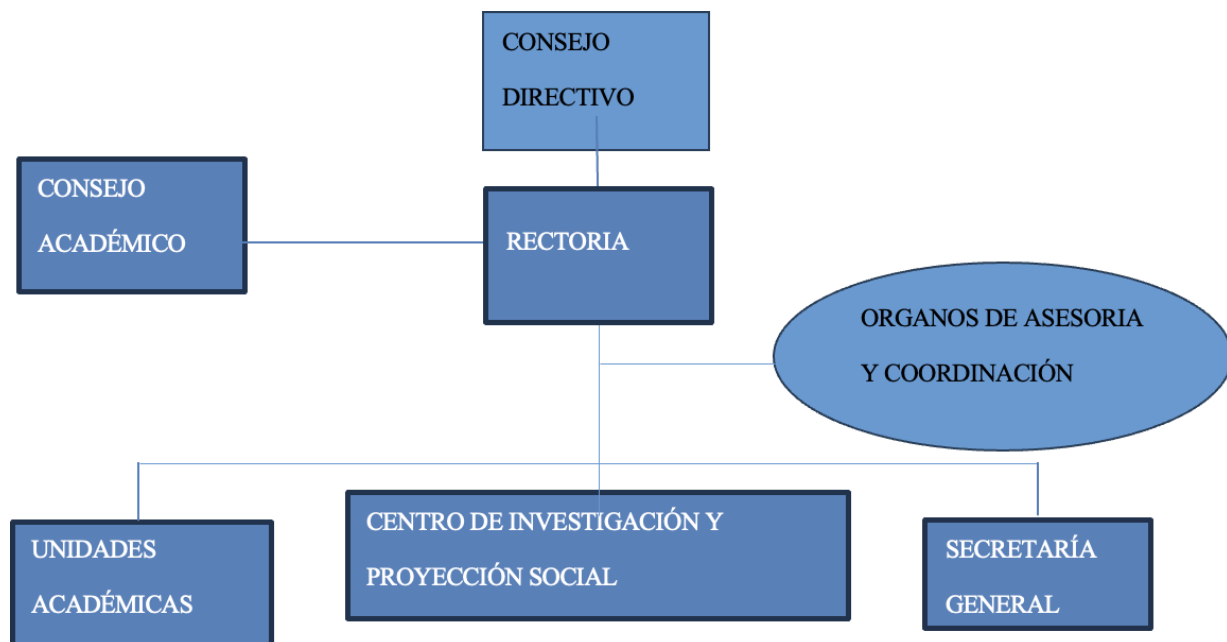 CONSEJO
DIRECTIVO
CONSEJO
ACADÉMICO
RECTORIA
ORGANOS DE ASESORIA
Y COORDINACIÓN
UNIDADES
ACADÉMICAS
CENTRO DE INVESTIGACIÓN Y
PROYECCIÓN SOCIAL
SECRETARÍA
GENERAL